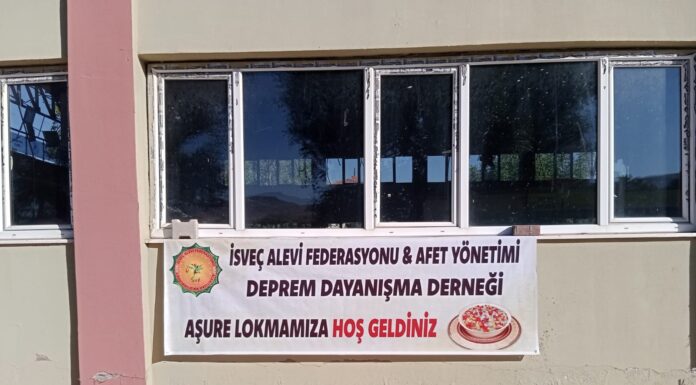 İSVEÇ ALEVİ FEDERASYONU & AFET YÖNETİMİ
DEPREM DAYANIŞMA DERNEĞİ
AŞURE LOKMAMIZA HOŞ GELDİNİZ